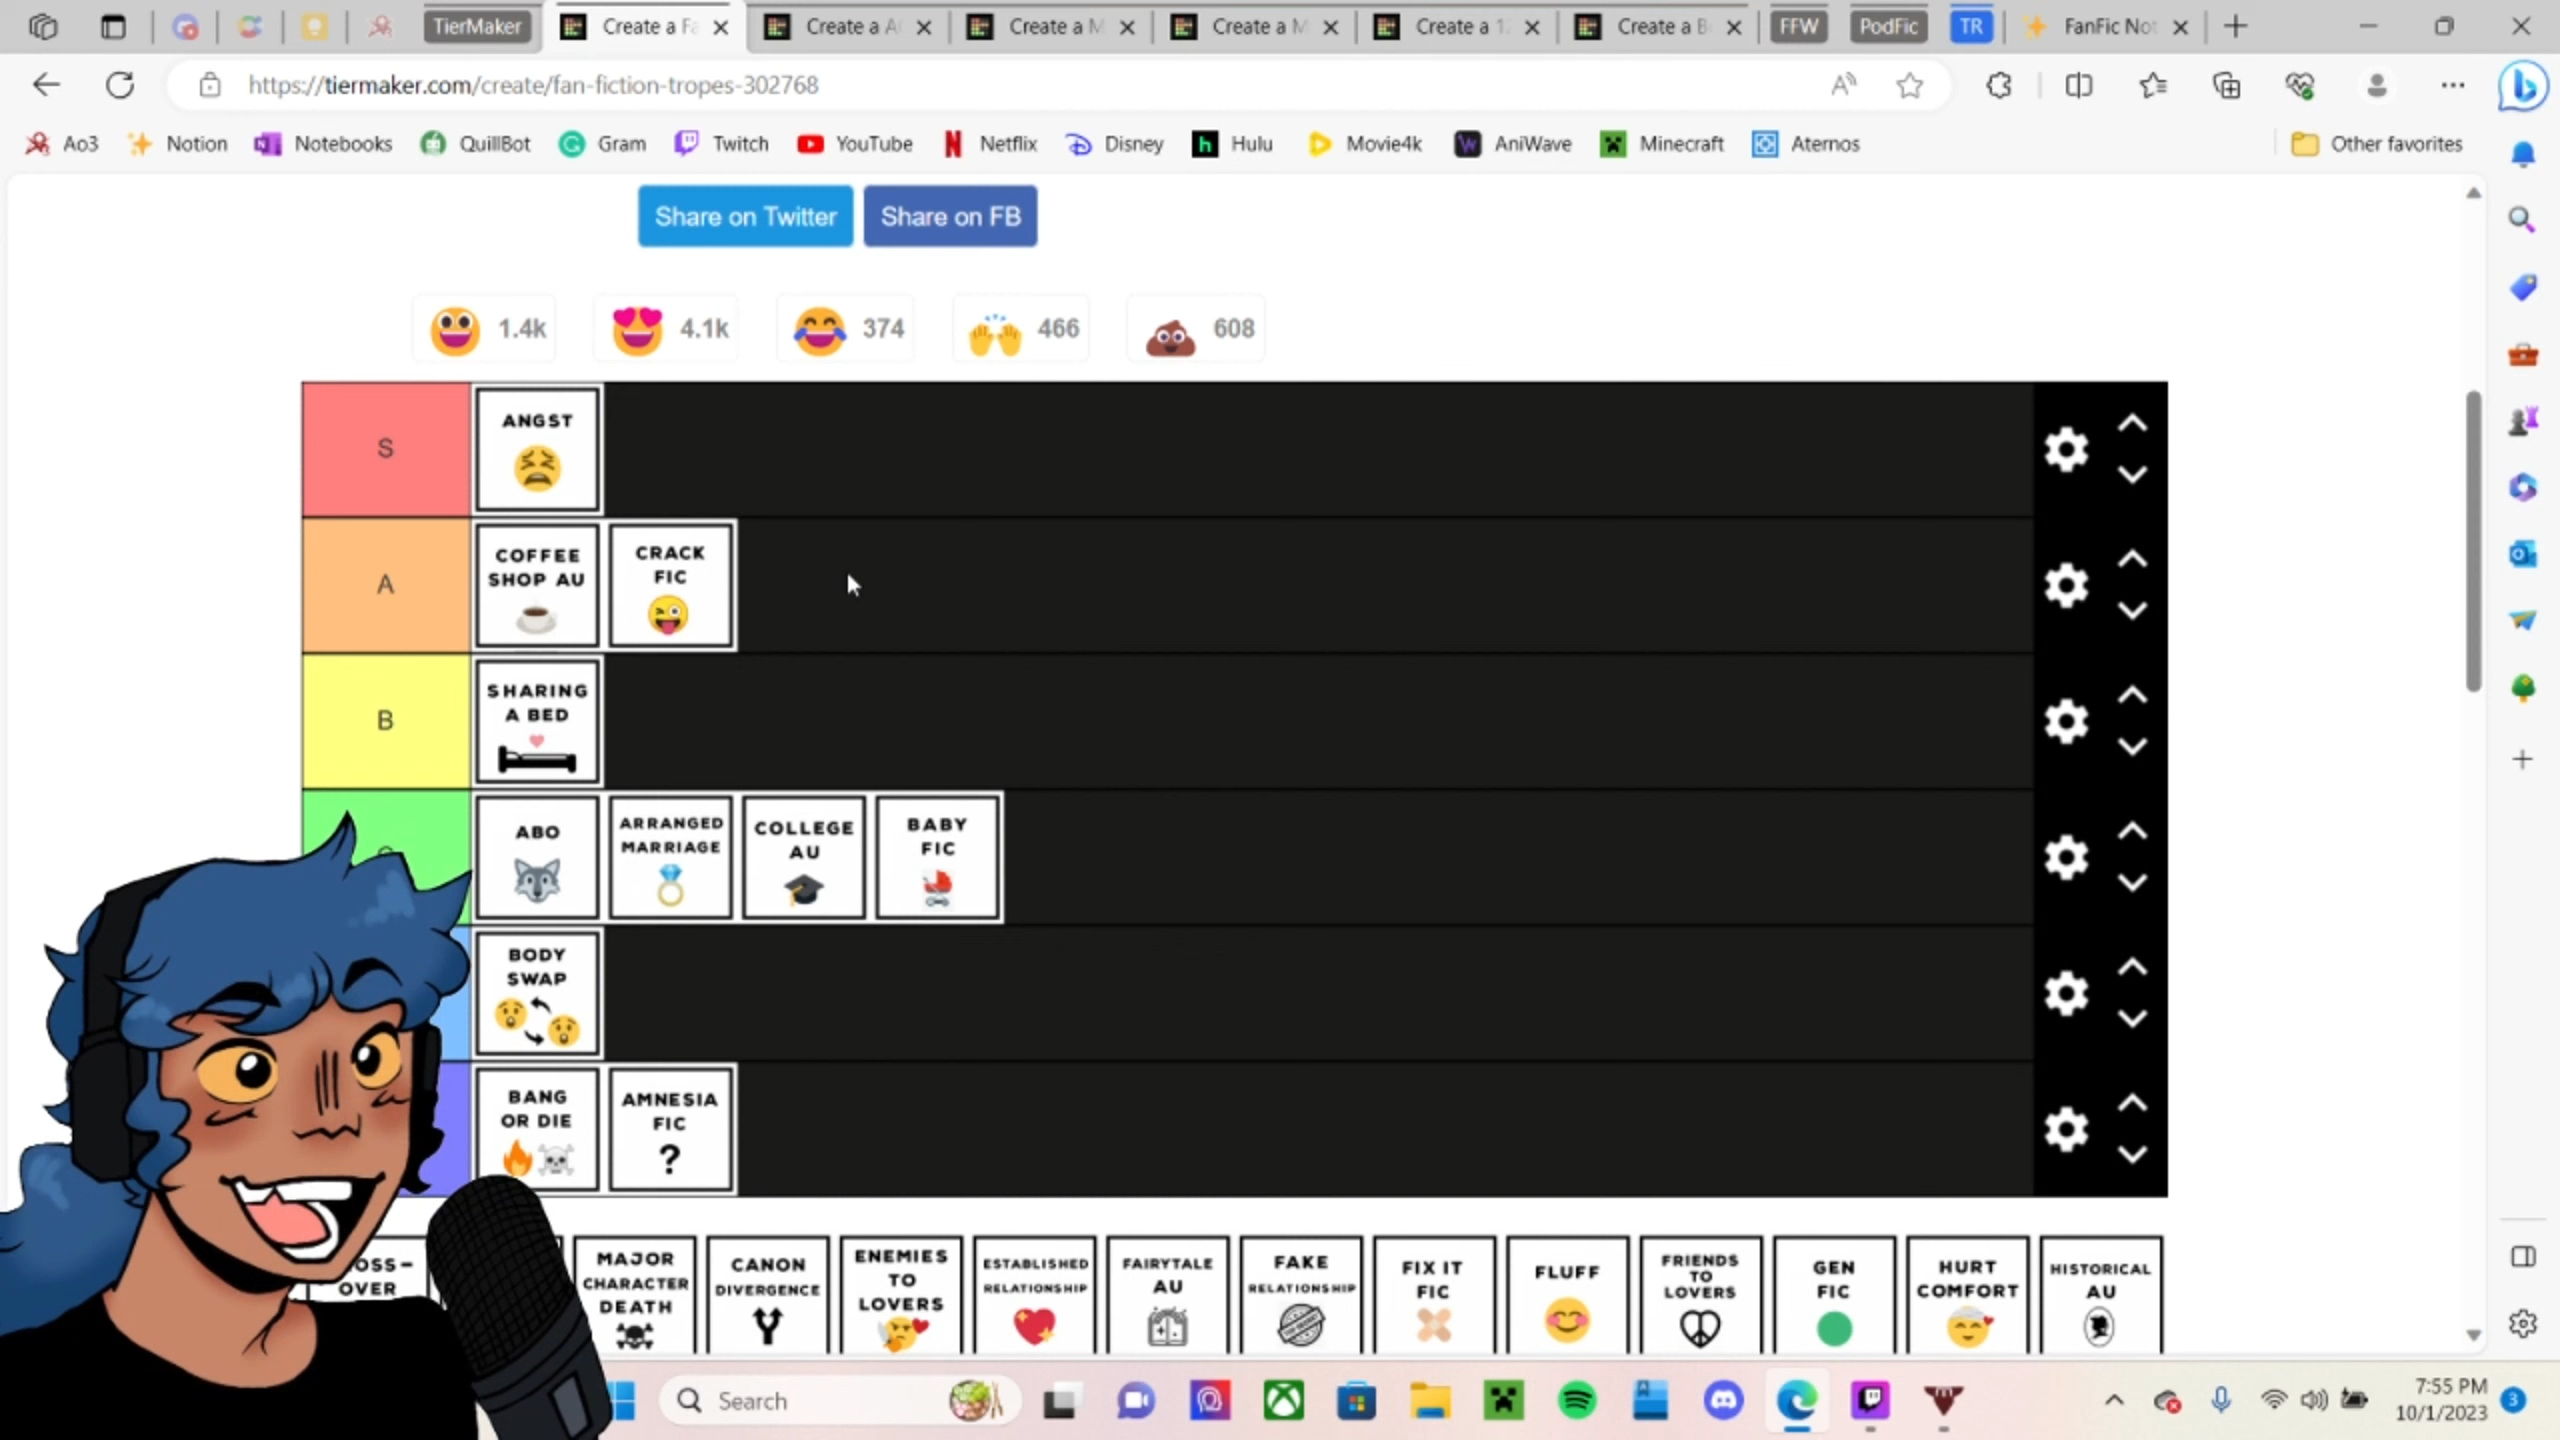 TierMaker
Create a Fa
Create a A
Create a M
Create a M
Create a 1
Create a B
FFW
PodFic
TR
FanFic Not
https://tiermaker.com/create/fan-fiction-tropes-302768
Ao3
Notion
Notebooks
QuillBot
Gram
Twitch
YouTube
Netflix
Disney
Hulu
Movie4k
AniWave
Minecraft
Aternos
Other favorites
Share on Twitter
Share on FB
1.4k
4.1k
374
466
608
S
ANGST
A
COFFEE
SHOP AU
CRACK
FIC
B
SHARING
A BED
ABO
ARRANGED
MARRIAGE
COLLEGE
AU
BABY
FIC
BODY
SWAP
BANG
OR DIE
AMNESIA
FIC
?
OSS-
OVER
MAJOR
CHARACTER
DEATH
CANON
DIVERGENCE
ENEMIES
TO
LOVERS
ESTABLISHED
RELATIONSHIP
FAIRYTALE
AU
FAKE
RELATIONSHIP
FIX IT
FIC
FLUFF
FRIENDS
TO
LOVERS
GEN
FIC
HURT
COMFORT
HISTORICAL
AU
Search
7:55 PM
10/1/2023
3